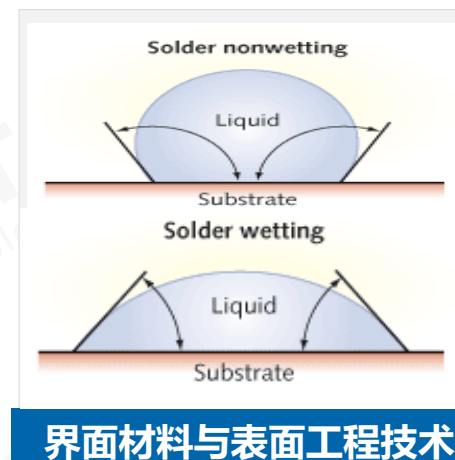 Solder nonwetting
Liquid
Substrate
Solder wetting
Liquid
Substrate
界面材料与表面工程技术